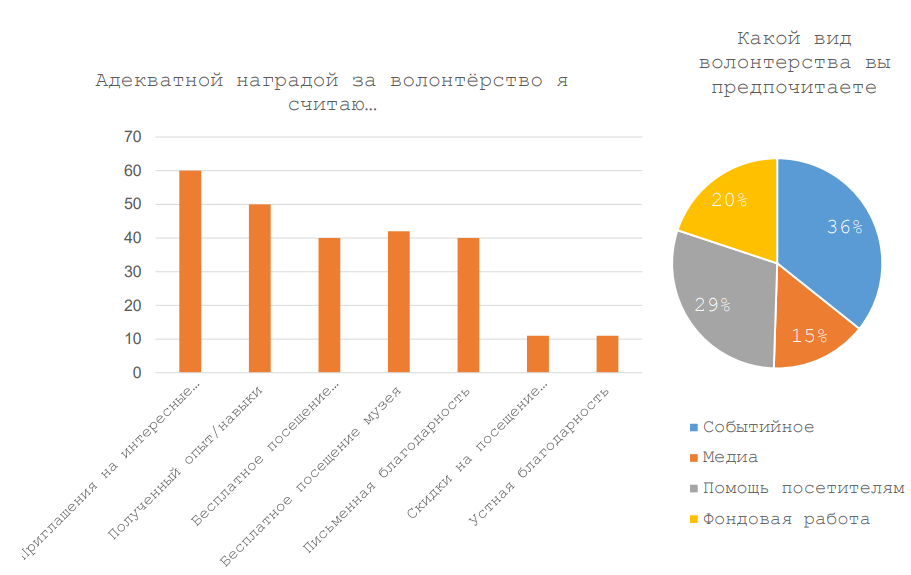 Адекватной наградой за волонтёрство я
считаю…
70
60
50
40
30
20
10
0
Приглашения на интересные…
Полученный опыт/навыки
Бесплатное посещение…
Бесплатное посещение музея
Письменная благодарность
Скидки на посещение…
Устная благодарность
Какой вид
волонтерства вы
предпочитаете
20%
36%
29%
15%
Событийное
Медиа
Помощь посетителям
Фондовая работа